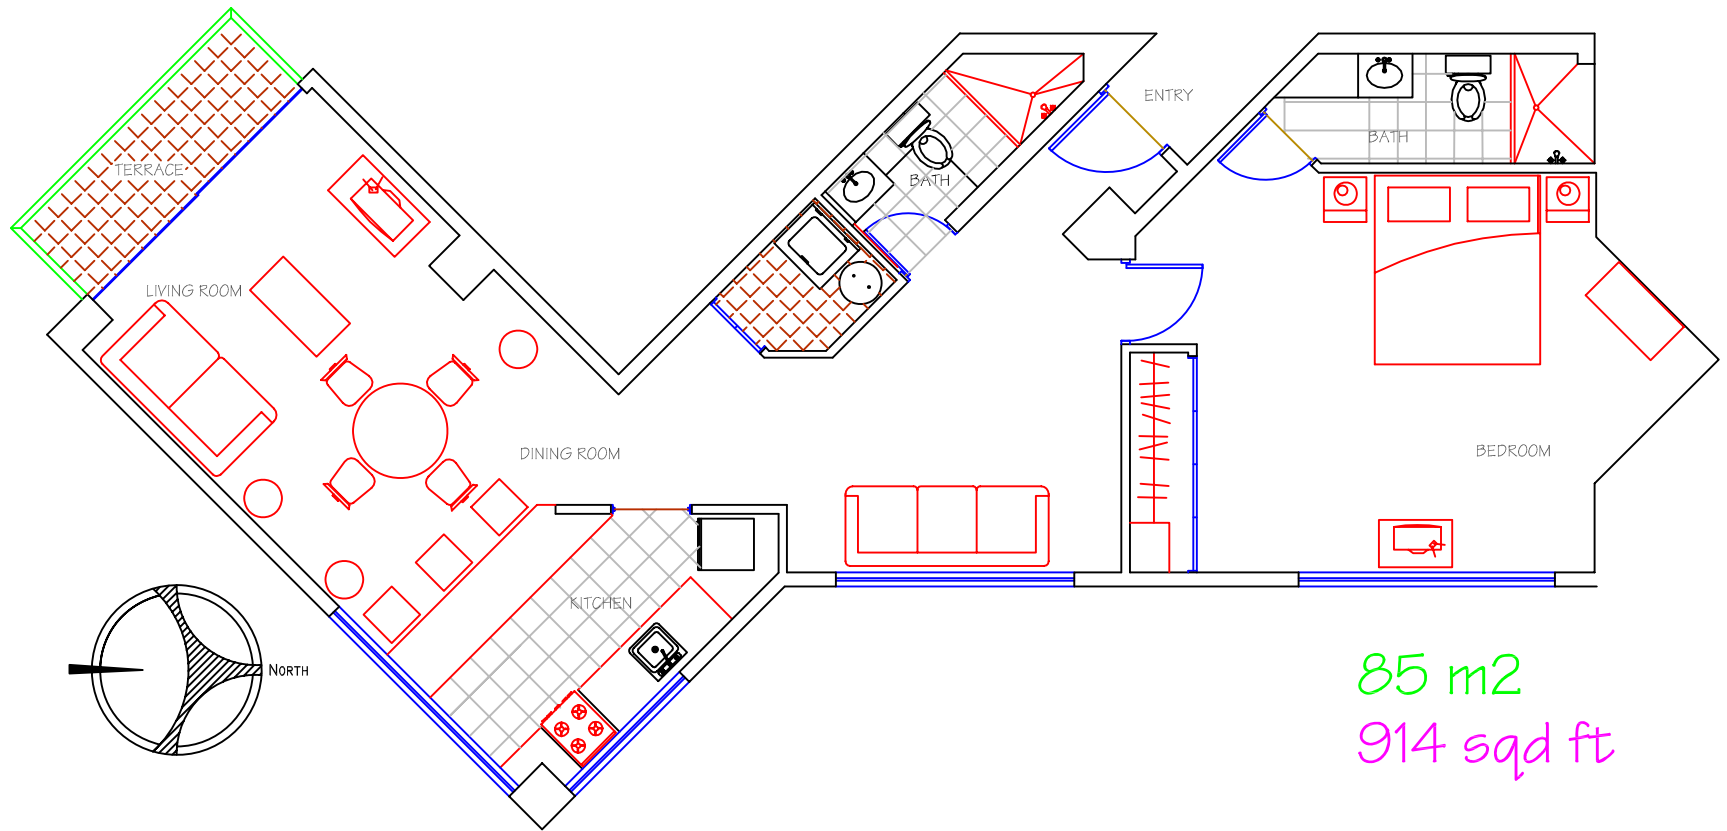 ENTRY
BATH
TERRACE
BATH
LIVING ROOM
DINING ROOM
BEDROOM
KITCHEN
NORTH
85 m2
914 sqd ft